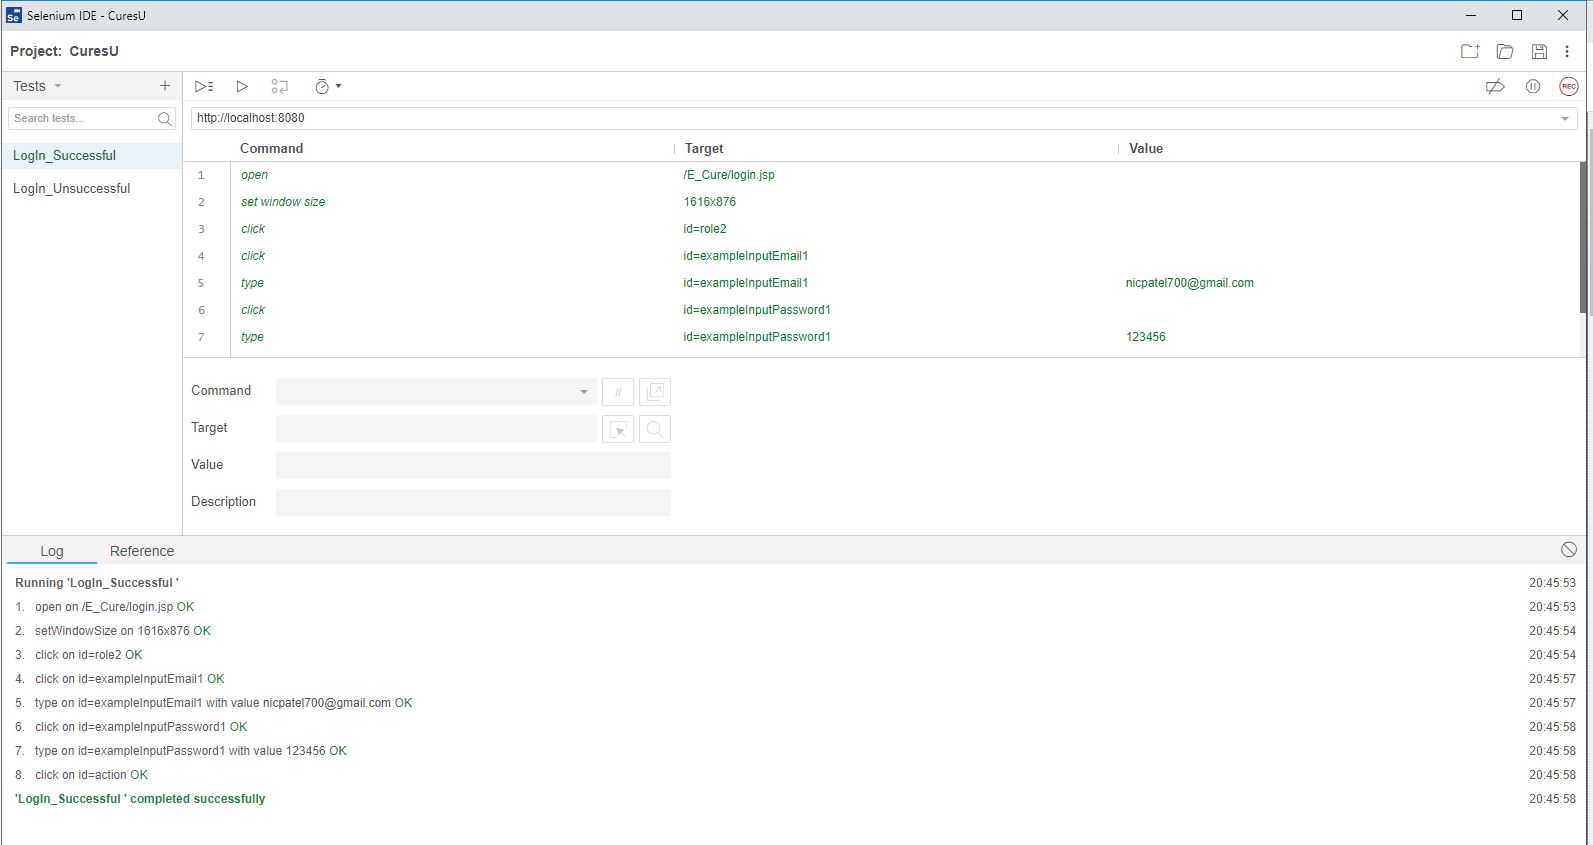 Selenium IDE - CuresU
Project: CuresU
Tests
Search tests...
LogIn_Successful
LogIn_Unsuccessful
REC
http://localhost:8080
Command Target Value
1 open /E_Cure/login.jsp
2 set window size 1616x876
3 click id=role2
4 click id=exampleInputEmail1
5 type id=exampleInputEmail1 nicpatel700@gmail.com
6 click id=exampleInputPassword1
7 type id=exampleInputPassword1 123456
Command //
Target
Value
Description
Log Reference
Running 'LogIn_Successful ' 20:45:53
1. open on /E_Cure/login.jsp OK 20:45:53
2. setWindowSize on 1616x876 OK 20:45:54
3. click on id=role2 OK 20:45:54
4. click on id=exampleInputEmail1 OK 20:45:57
5. type on id=exampleInputEmail1 with value nicpatel700@gmail.com OK 20:45:57
6. click on id=exampleInputPassword1 OK 20:45:58
7. type on id=exampleInputPassword1 with value 123456 OK 20:45:58
8. click on id=action OK 20:45:58
'LogIn_Successful ' completed successfully 20:45:58